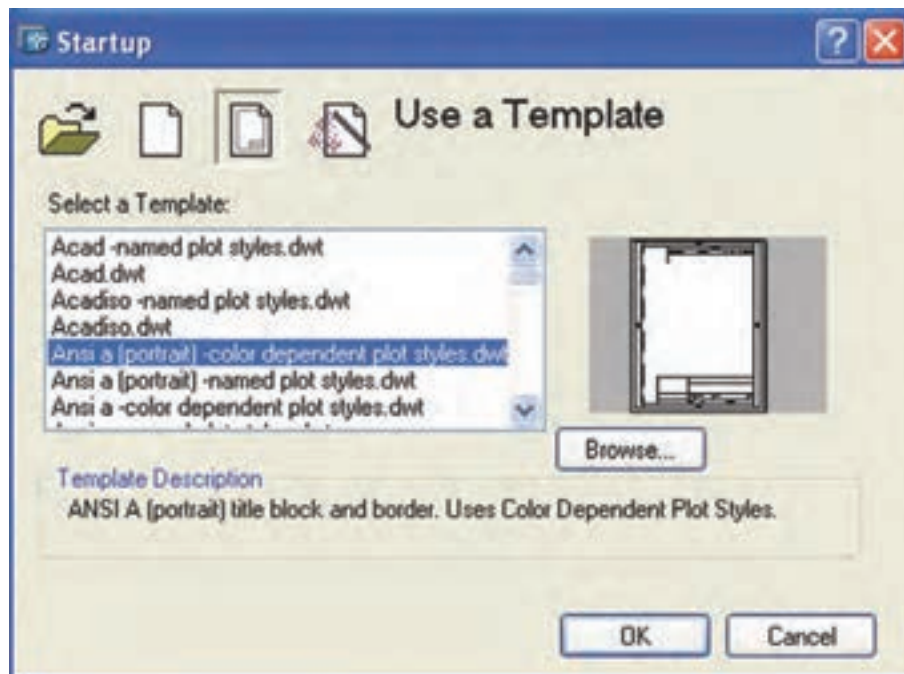 Startup
Use a Template
Select a Template:
Acad -named plot styles.dwt
Acad.dwt
Acadiso -named plot styles.dwt
Acadiso.dwt
Ansi a (portrait) -color dependent plot styles.dwt
Ansi a (portrait) -named plot styles.dwt
Ansi a -color dependent plot styles.dwt
Browse...
Template Description
ANSI A (portrait) title block and border. Uses Color Dependent Plot Styles.
OK
Cancel